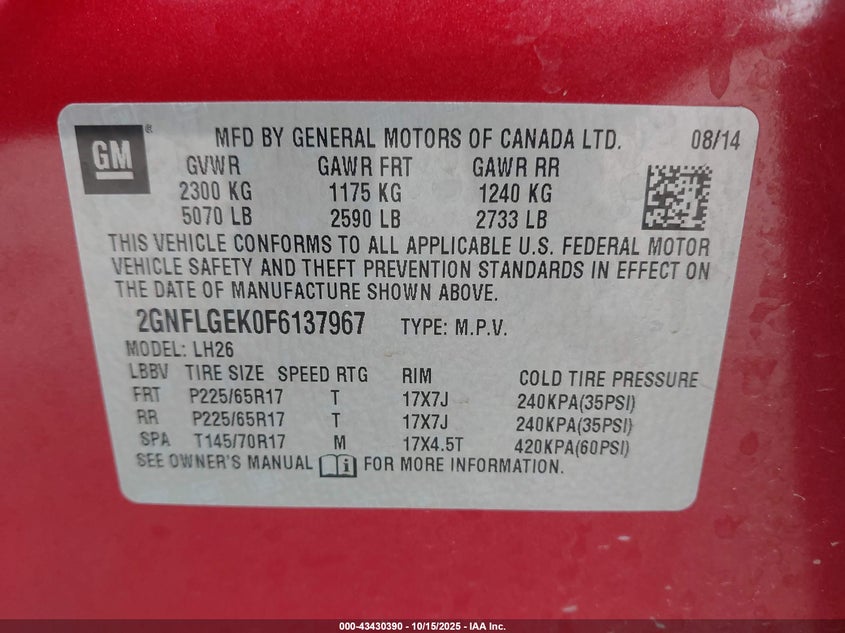 GM®
MFD BY GENERAL MOTORS OF CANADA LTD. 08/14
GVWR GAWR FRT GAWR RR
2300 KG 1175 KG 1240 KG
5070 LB 2590 LB 2733 LB
THIS VEHICLE CONFORMS TO ALL APPLICABLE U.S. FEDERAL MOTOR
VEHICLE SAFETY AND THEFT PREVENTION STANDARDS IN EFFECT ON
THE DATE OF MANUFACTURE SHOWN ABOVE.
2GNFLGEK0F6137967 TYPE: M.P.V.
MODEL: LH26
LBBV TIRE SIZE SPEED RTG RIM COLD TIRE PRESSURE
FRT P225/65R17 T 17X7J 240KPA(35PSI)
RR P225/65R17 T 17X7J 240KPA(35PSI)
SPA T145/70R17 M 17X4.5T 420KPA(60PSI)
SEE OWNER'S MANUAL FOR MORE INFORMATION.
000-43430390 - 10/15/2025 - IAA Inc.